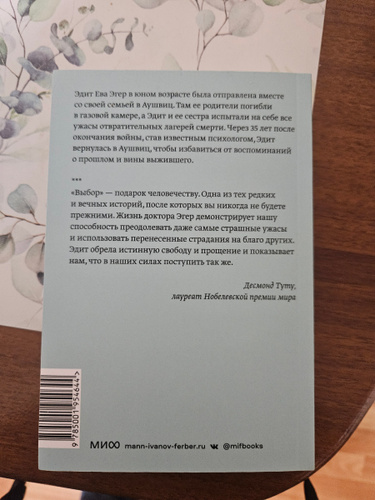 Эдит Ева Эгер в юном возрасте была отправлена вместе
со своей семьей в Аушвиц. Там ее родители погибли
в газовой камере, а Эдит и ее сестра испытали на себе все
ужасы отвратительных лагерей смерти. Через 35 лет после
окончания войны, став известным психологом, Эдит
вернулась в Аушвиц, чтобы избавиться от воспоминаний
о прошлом и вины выжившего.
***
«Выбор» — подарок человечеству. Одна из тех редких
и вечных историй, после которых вы никогда не будете
прежними. Жизнь доктора Эгер демонстрирует нашу
способность преодолевать даже самые страшные ужасы
и использовать перенесенные страдания на благо других.
Эдит обрела истинную свободу и прощение и показывает
нам, что в наших силах поступить так же.
Десмонд Туту,
лауреат Нобелевской премии мира
9 785001 954644 >
МИФ mann-ivanov-ferber.ru @mifbooks